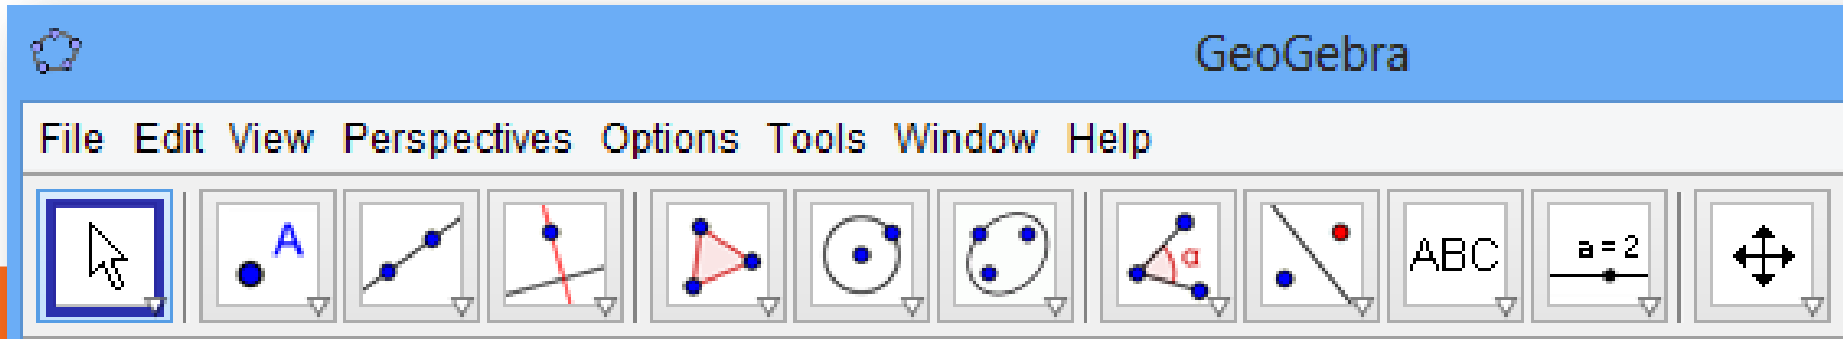 GeoGebra
File Edit View Perspectives Options Tools Window Help
A α ABC a = 2